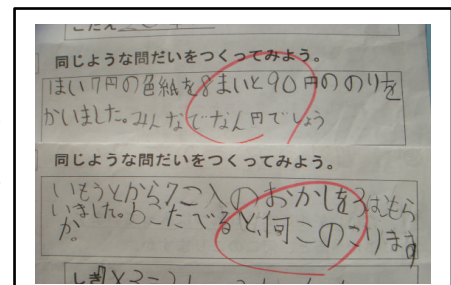 同じような問だいをつくってみよう。
1まい7円の色紙を8まいと90円ののりを
かいました。みんなでなん円でしょう
同じような問だいをつくってみよう。
いもうとから7こ入のおかしを3はもら
いました。6こたべると、何このこります
か。